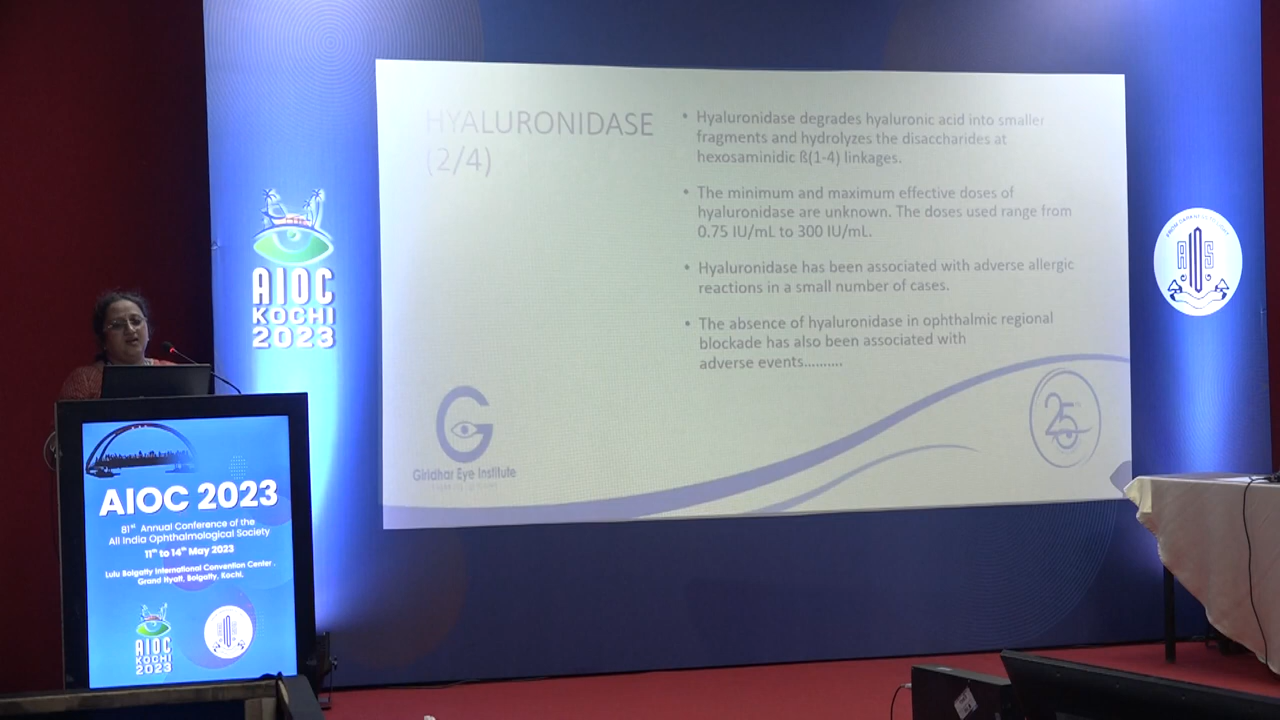 HYALURONIDASE
(2/4)
• Hyaluronidase degrades hyaluronic acid into smaller
fragments and hydrolyzes the disaccharides at
hexosaminidic ß(1-4) linkages.
• The minimum and maximum effective doses of
hyaluronidase are unknown. The doses used range from
0.75 IU/mL to 300 IU/mL.
• Hyaluronidase has been associated with adverse allergic
reactions in a small number of cases.
• The absence of hyaluronidase in ophthalmic regional
blockade has also been associated with
adverse events..........
Giridhar Eye Institute
25
AIOC
KOCHI
2023
AIOS
AIOC 2023
81st Annual Conference of the
All India Ophthalmological Society
11th to 14th May 2023
Lulu Bolgatty International Convention Center,
Grand Hyatt, Bolgatty, Kochi,
AIOC
KOCHI
2023